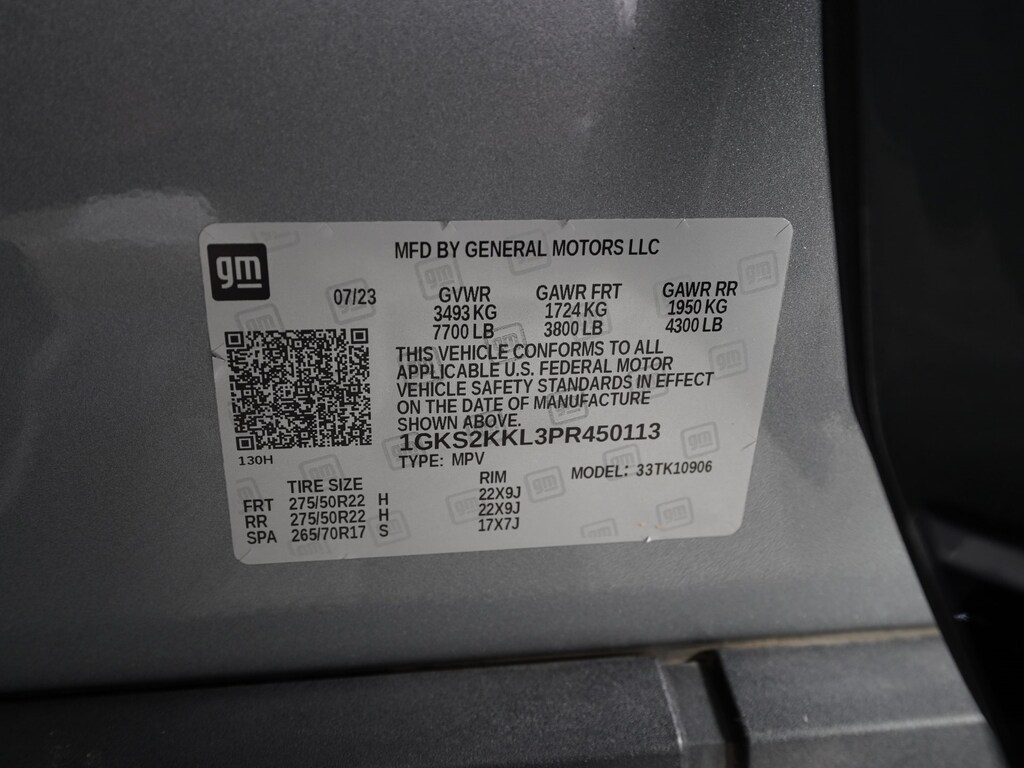 gm
MFD BY GENERAL MOTORS LLC
07/23 GVWR GAWR FRT GAWR RR
3493 KG 1724 KG 1950 KG
7700 LB 3800 LB 4300 LB
THIS VEHICLE CONFORMS TO ALL
APPLICABLE U.S. FEDERAL MOTOR
VEHICLE SAFETY STANDARDS IN EFFECT
ON THE DATE OF MANUFACTURE
SHOWN ABOVE.
1GKS2KKL3PR450113
130H
TYPE: MPV
MODEL: 33TK10906
TIRE SIZE RIM
FRT 275/50R22 H 22X9J
RR 275/50R22 H 22X9J
SPA 265/70R17 S 17X7J